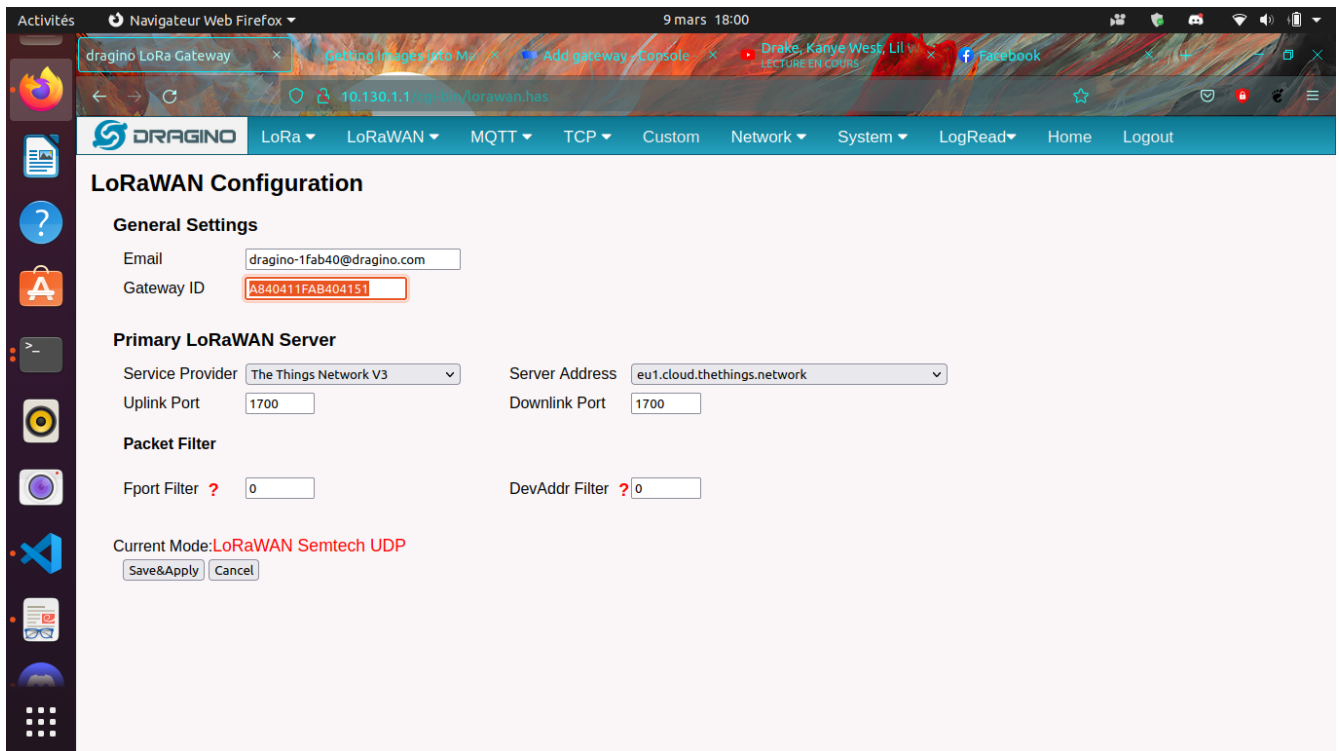 Activités Navigateur Web Firefox 9 mars 18:00
dragino LoRa Gateway Getting Images into Ma Add gateway - Console - Drake, Kanye West, Lil W Facebook
LECTURE EN COURS
10.130.1.1/cgi-bin/lorawan.has
DRAGINO LoRa LoRaWAN MQTT TCP Custom Network System LogRead Home Logout
LoRaWAN Configuration
General Settings
Email dragino-1fab40@dragino.com
Gateway ID A840411FAB404151
Primary LoRaWAN Server
Service Provider The Things Network V3 Server Address eu1.cloud.thethings.network
Uplink Port 1700 Downlink Port 1700
Packet Filter
Fport Filter ? 0 DevAddr Filter ? 0
Current Mode:LoRaWAN Semtech UDP
Save&Apply Cancel